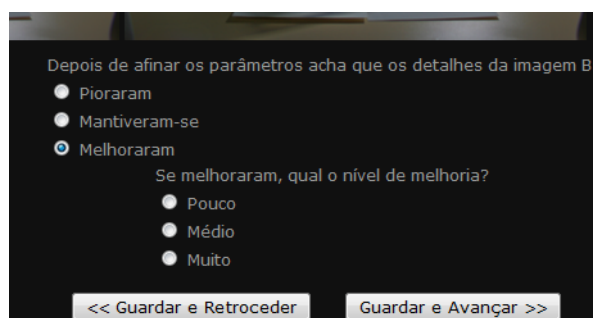 Depois de afinar os parâmetros acha que os detalhes da imagem B
Pioraram
Mantiveram-se
Melhoraram
Se melhoraram, qual o nível de melhoria?
Pouco
Médio
Muito
<< Guardar e Retroceder Guardar e Avançar >>